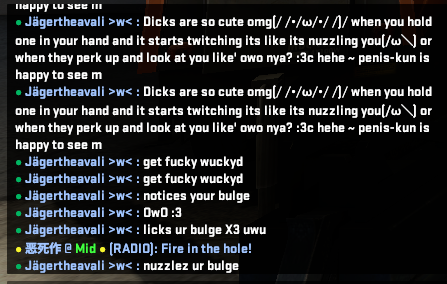 happy to see m
• Jägertheavali >w< : Dicks are so cute omg(⁄ ⁄•⁄ω⁄•⁄ ⁄)⁄ when you hold
one in your hand and it starts twitching its like its nuzzling you(/ω\) or
when they perk up and look at you like' owo nya? :3c hehe ~ penis-kun is
happy to see m
• Jägertheavali >w< : Dicks are so cute omg(⁄ ⁄•⁄ω⁄•⁄ ⁄)⁄ when you hold
one in your hand and it starts twitching its like its nuzzling you(/ω\) or
when they perk up and look at you like' owo nya? :3c hehe ~ penis-kun is
happy to see m
• Jägertheavali >w< : get fucky wuckyd
• Jägertheavali >w< : get fucky wuckyd
• Jägertheavali >w< : notices your bulge
• Jägertheavali >w< : OwO :3
• Jägertheavali >w< : licks ur bulge X3 uwu
• 恶死作 @ Mid • (RADIO): Fire in the hole!
• Jägertheavali >w< : nuzzlez ur bulge